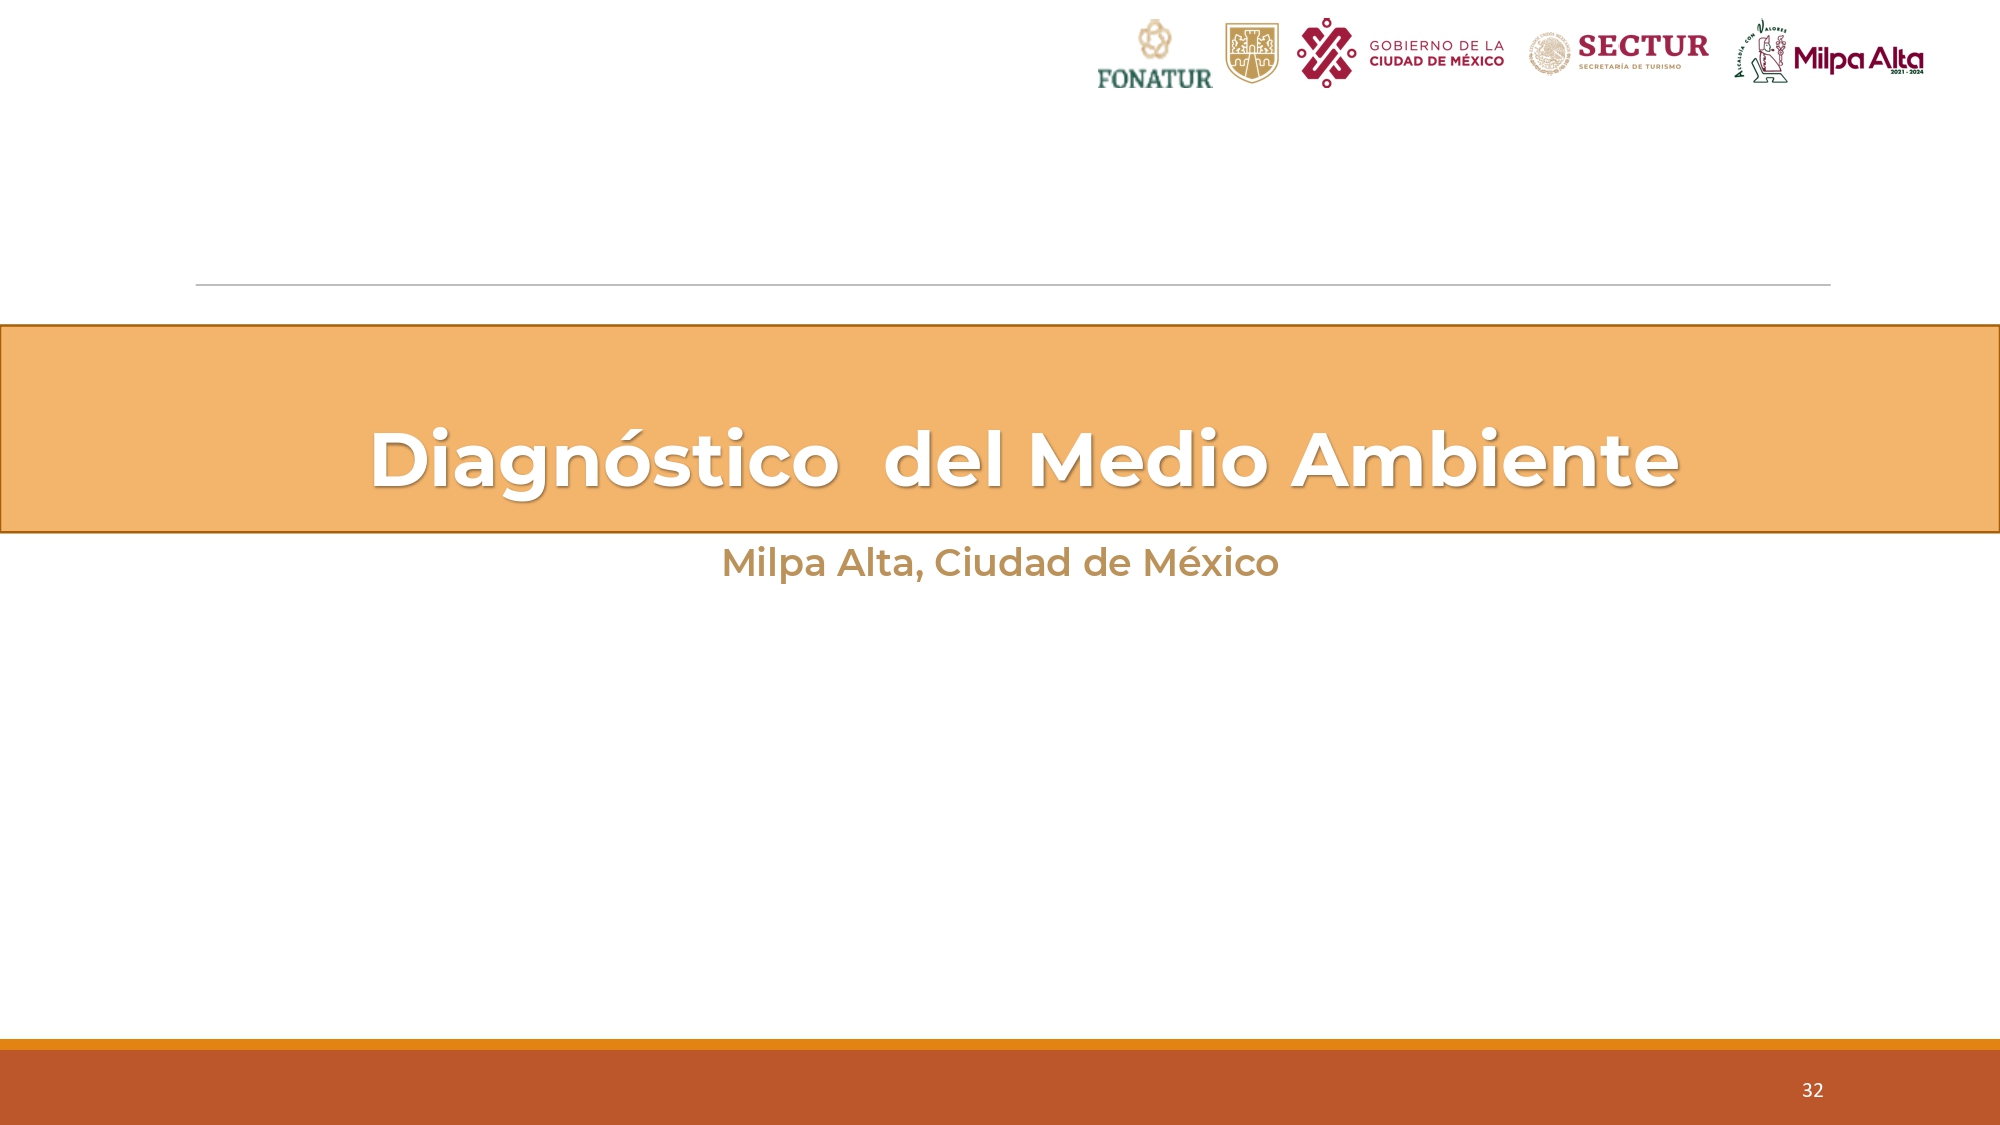 FONATUR
GOBIERNO DE LA
CIUDAD DE MÉXICO
SECTUR
SECRETARÍA DE TURISMO
ALCALDÍA CON VALORES
Milpa Alta
2021 - 2024
Diagnóstico  del Medio Ambiente
Milpa Alta, Ciudad de México
32